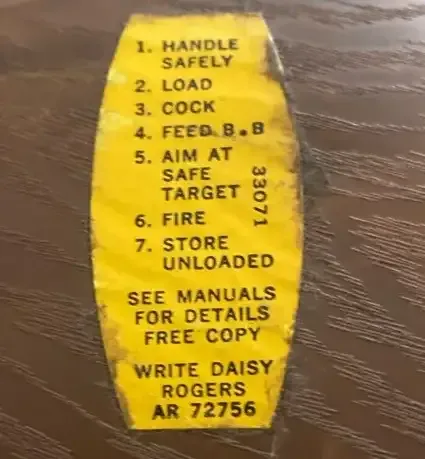 1. HANDLE
SAFELY
2. LOAD
3. COCK
4. FEED B.B
5. AIM AT
SAFE
TARGET
33071
6. FIRE
7. STORE
UNLOADED
SEE MANUALS
FOR DETAILS
FREE COPY
WRITE DAISY
ROGERS
AR 72756